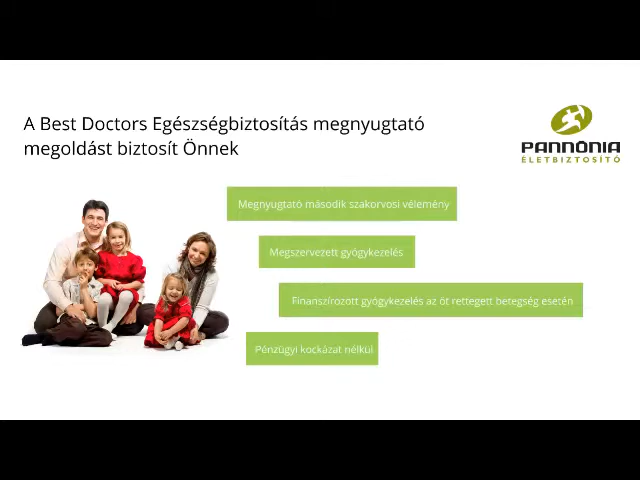 A Best Doctors Egészségbiztosítás megnyugtató
megoldást biztosít Önnek
PANNÓNIA
ÉLETBIZTOSÍTÓ
Megnyugtató második szakorvosi vélemény
Megszervezett gyógykezelés
Finanszírozott gyógykezelés az öt rettegett betegség esetén
Pénzügyi kockázat nélkül